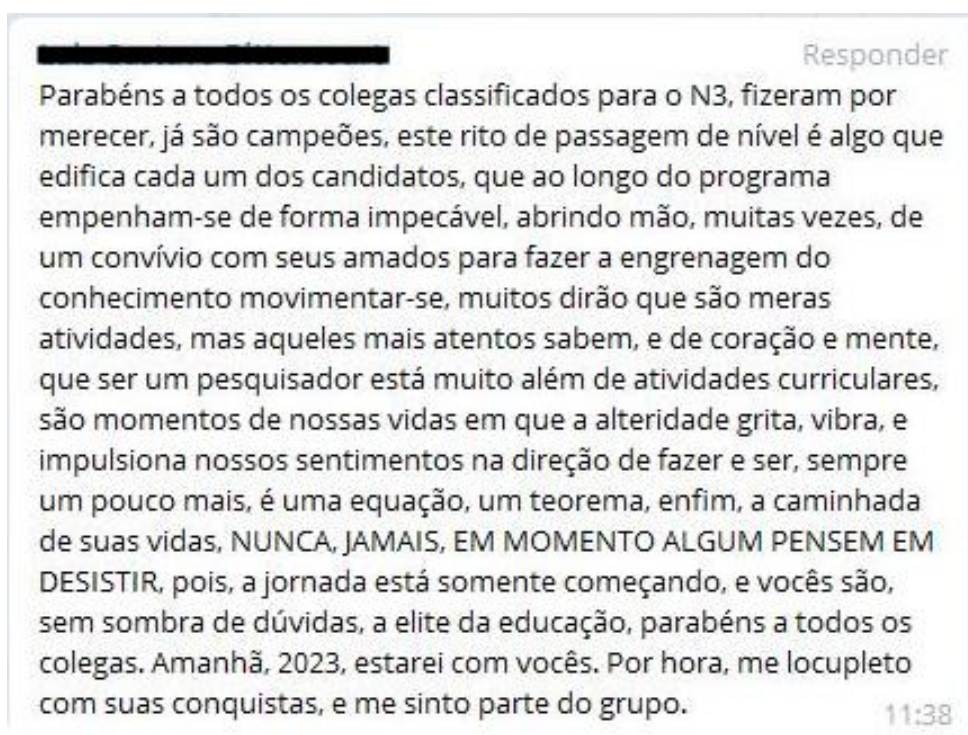 Responder
Parabéns a todos os colegas classificados para o N3, fizeram por
merecer, já são campeões, este rito de passagem de nível é algo que
edifica cada um dos candidatos, que ao longo do programa
empenham-se de forma impecável, abrindo mão, muitas vezes, de
um convívio com seus amados para fazer a engrenagem do
conhecimento movimentar-se, muitos dirão que são meras
atividades, mas aqueles mais atentos sabem, e de coração e mente,
que ser um pesquisador está muito além de atividades curriculares,
são momentos de nossas vidas em que a alteridade grita, vibra, e
impulsiona nossos sentimentos na direção de fazer e ser, sempre
um pouco mais, é uma equação, um teorema, enfim, a caminhada
de suas vidas, NUNCA, JAMAIS, EM MOMENTO ALGUM PENSEM EM
DESISTIR, pois, a jornada está somente começando, e vocês são,
sem sombra de dúvidas, a elite da educação, parabéns a todos os
colegas. Amanhã, 2023, estarei com vocês. Por hora, me locupleto
com suas conquistas, e me sinto parte do grupo.
11:38